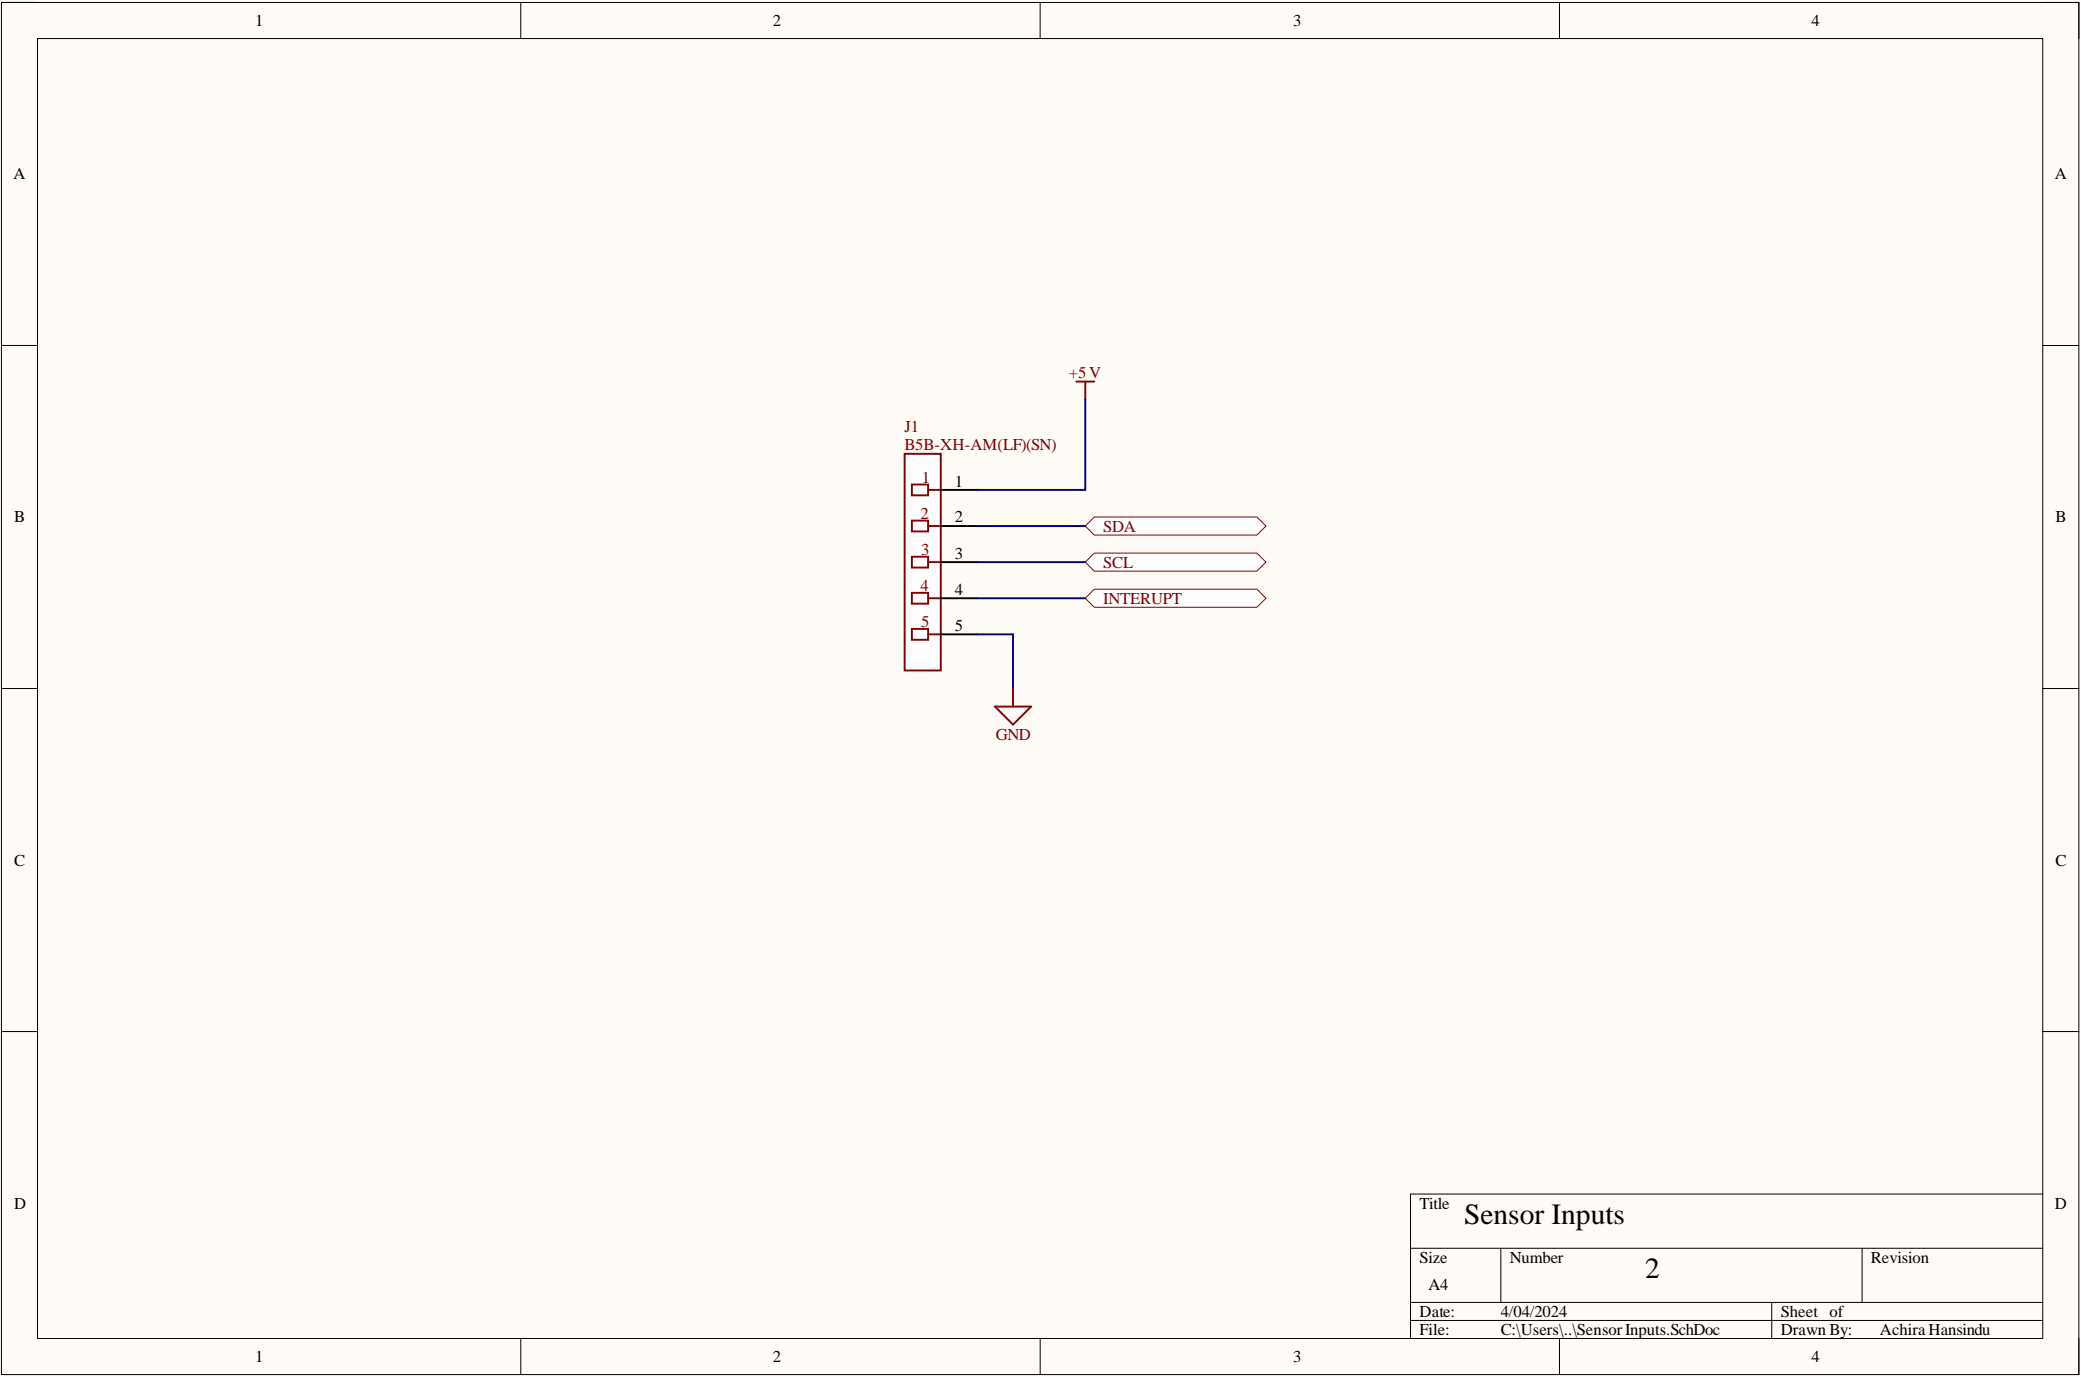 1 2 3 4
A A
+5 V
J1
B5B-XH-AM(LF)(SN)
1 1
B 2 2 SDA B
3 3 SCL
4 4 INTERUPT
5 5
GND
C C
D D
Title Sensor Inputs
Size Number 2 Revision
A4
Date: 4/04/2024 Sheet of
File: C:\Users\..\Sensor Inputs.SchDoc Drawn By: Achira Hansindu
1 2 3 4